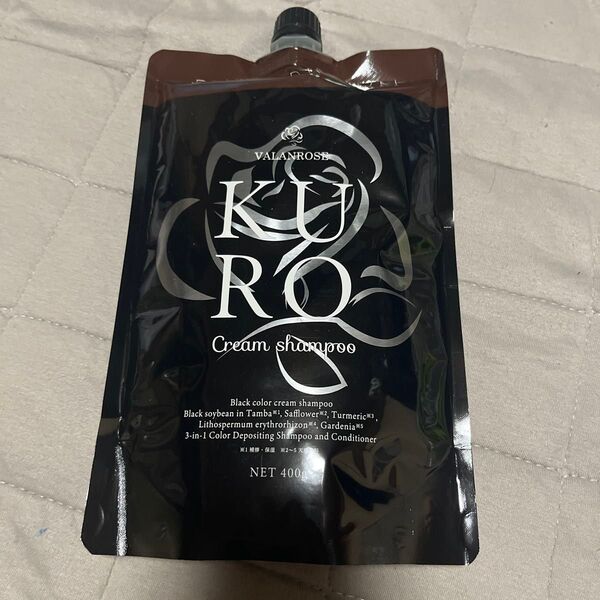 VALANROSE
KU
RO
Cream shampoo
Black color cream shampoo
Black soybean in Tamba※1, Safflower※2, Turmeric※3,
Lithospermum erythrorhizon※4, Gardenia※5
3-in-1 Color Depositing Shampoo and Conditioner
※1 補修・保湿 ※2～5
NET 400g